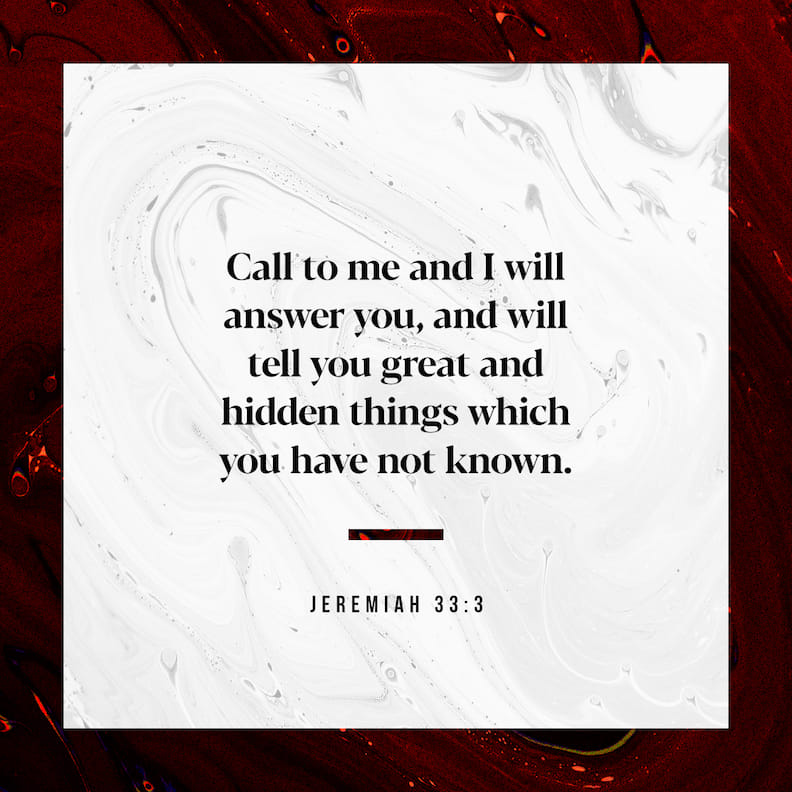 Call to me and I will
answer you, and will
tell you great and
hidden things which
you have not known.
JEREMIAH 33:3